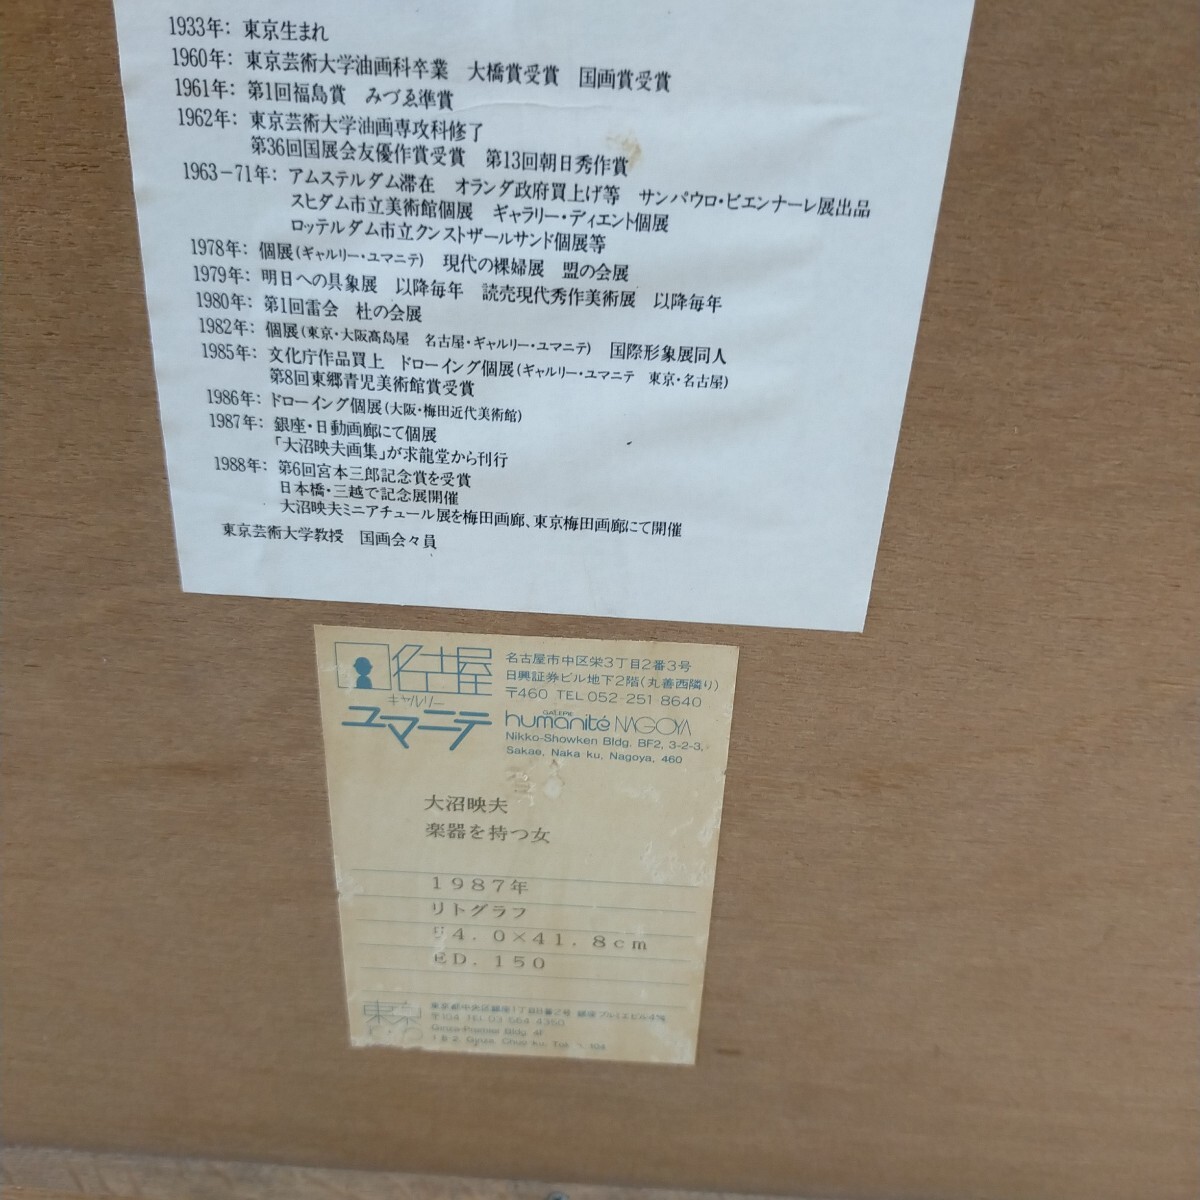 1933年: 東京生まれ
1960年: 東京芸術大学油画科卒業　大橋賞受賞　国画賞受賞
1961年: 第1回福島賞　みづゑ準賞
1962年: 東京芸術大学油画専攻科修了
第36回国展会友優作賞受賞　第13回朝日秀作賞
1963-71年: アムステルダム滞在　オランダ政府買上げ等　サンパウロ・ビエンナーレ展出品
スヒダム市立美術館個展　ギャラリー・ディエント個展
ロッテルダム市立クンストザールサンド個展等
1978年: 個展(ギャルリー・ユマニテ)　現代の裸婦展　盟の会展
1979年: 明日への具象展　以降毎年　読売現代秀作美術展　以降毎年
1980年: 第1回雷会　杜の会展
1982年: 個展(東京・大阪髙島屋　名古屋・ギャルリー・ユマニテ)　国際形象展同人
1985年: 文化庁作品買上　ドローイング個展(ギャルリー・ユマニテ　東京・名古屋)
第8回東郷青児美術館賞受賞
1986年: ドローイング個展(大阪・梅田近代美術館)
1987年: 銀座・日動画廊にて個展
「大沼映夫画集」が求龍堂から刊行
1988年: 第6回宮本三郎記念賞を受賞
日本橋・三越で記念展開催
大沼映夫ミニアチュール展を梅田画廊、東京梅田画廊にて開催
東京芸術大学教授　国画会々員
名古屋
ギャルリー
ユマニテ
名古屋市中区栄3丁目2番3号
日興証券ビル地下2階(丸善西隣り)
〒460 TEL 052-251 8640
GALERIE
humanité NAGOYA
Nikko-Showken Bldg. BF2, 3-2-3,
Sakae, Naka ku, Nagoya, 460
大沼映夫
楽器を持つ女
1987年
リトグラフ
54.0×41.8cm
ED. 150
東京
〒104 TEL 03 564 4350
Ginza-Premier Bldg. 4F
Ginza, Chuo ku,
104